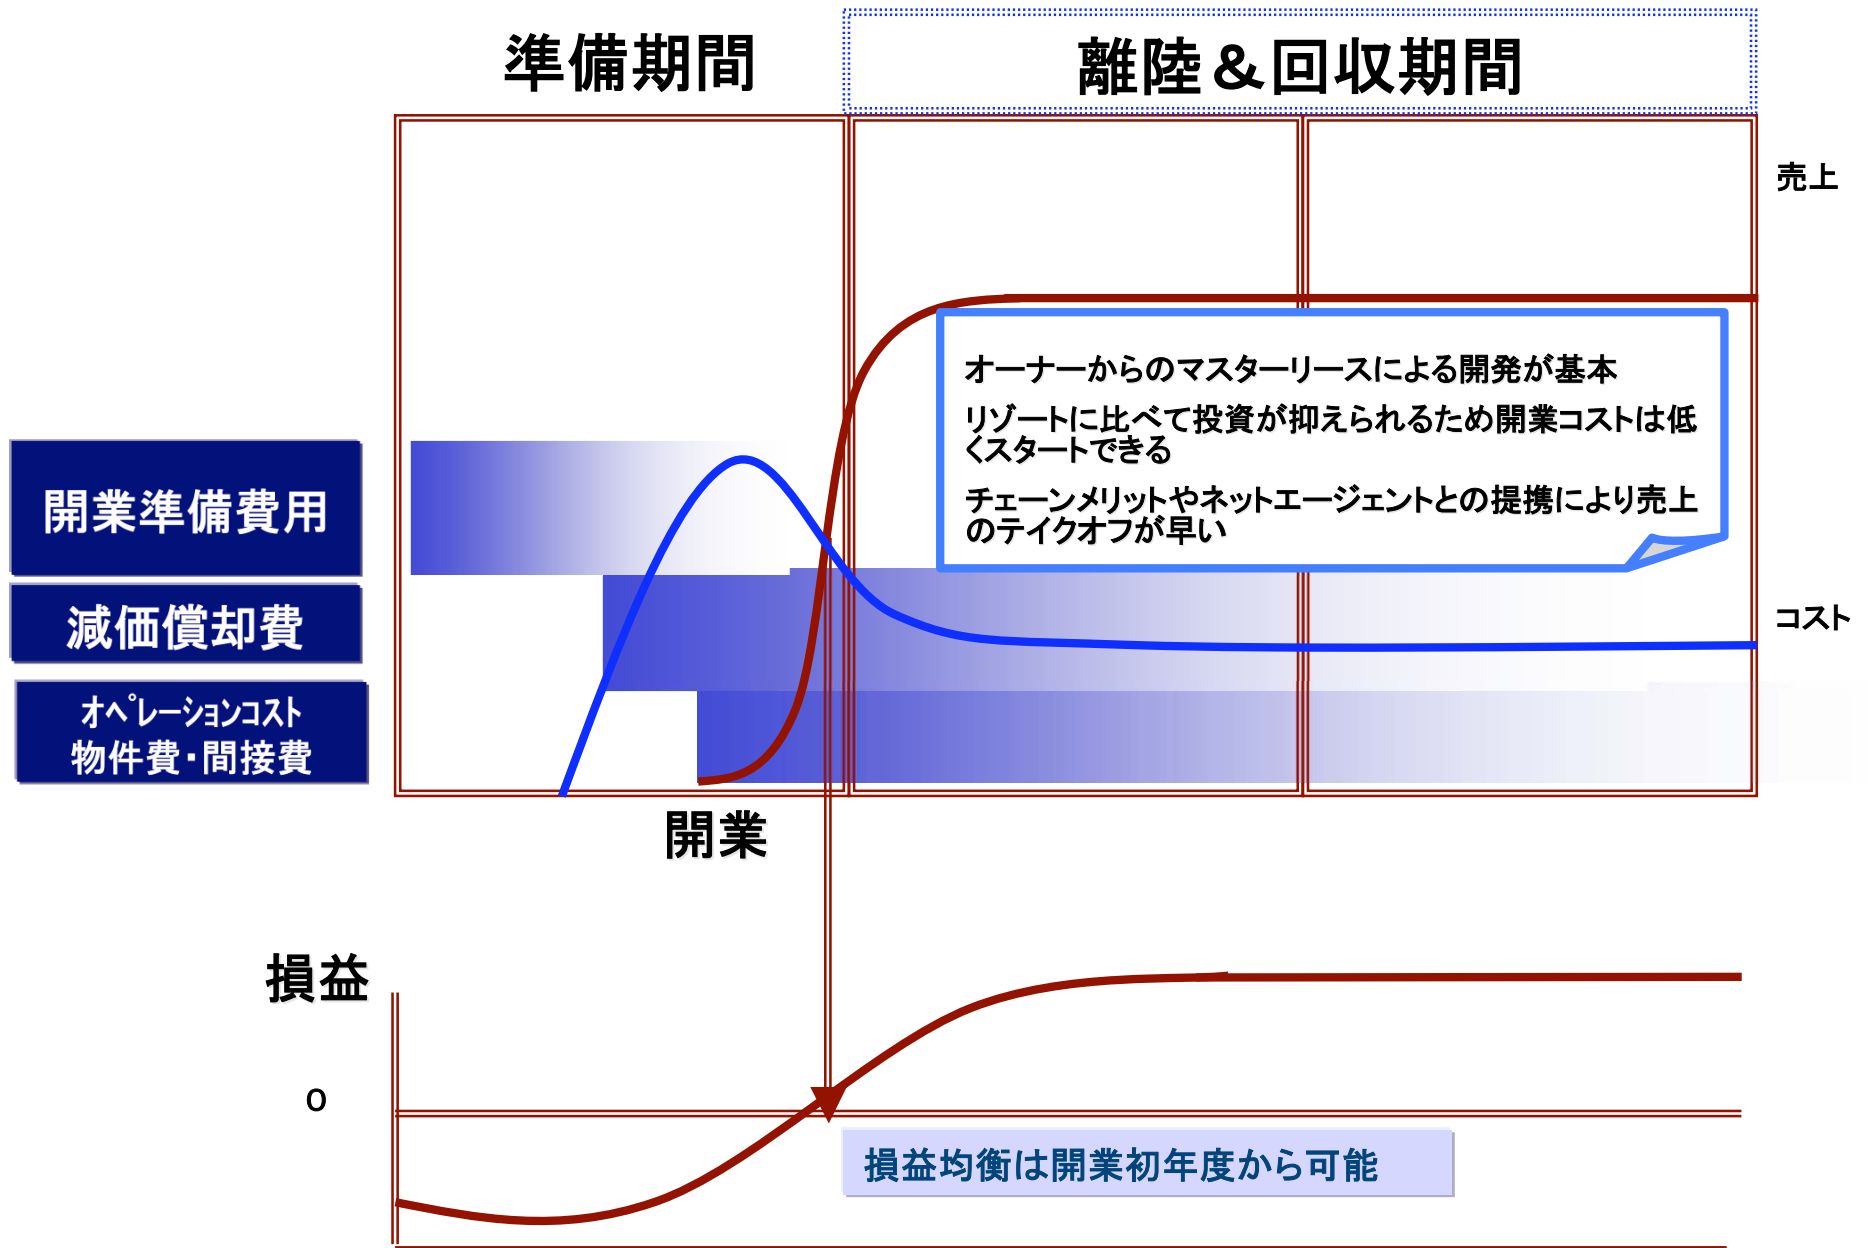 準備期間
離陸&回収期間
売上
オーナーからのマスターリースによる開発が基本
リゾートに比べて投資が抑えられるため開業コストは低
くスタートできる
チェーンメリットやネットエージェントとの提携により売上
のテイクオフが早い
開業準備費用
減価償却費
コスト
オペレーションコスト
物件費・間接費
開業
損益
0
損益均衡は開業初年度から可能